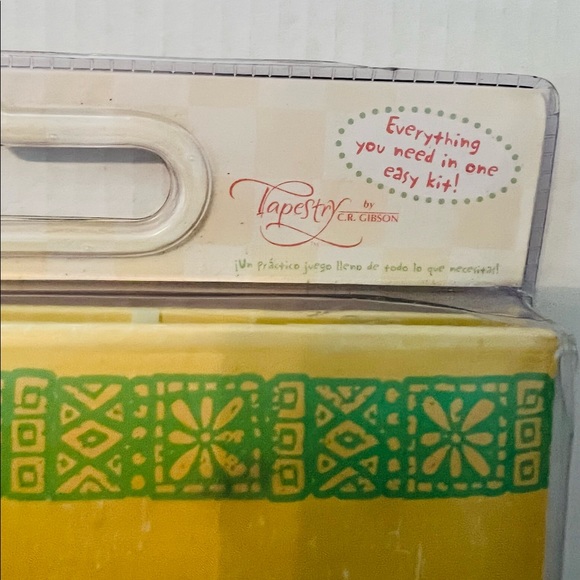 Everything
you need in one
easy kit!
Tapestry by
C.R. GIBSON
¡Un práctico juego lleno de todo lo que necesitas!